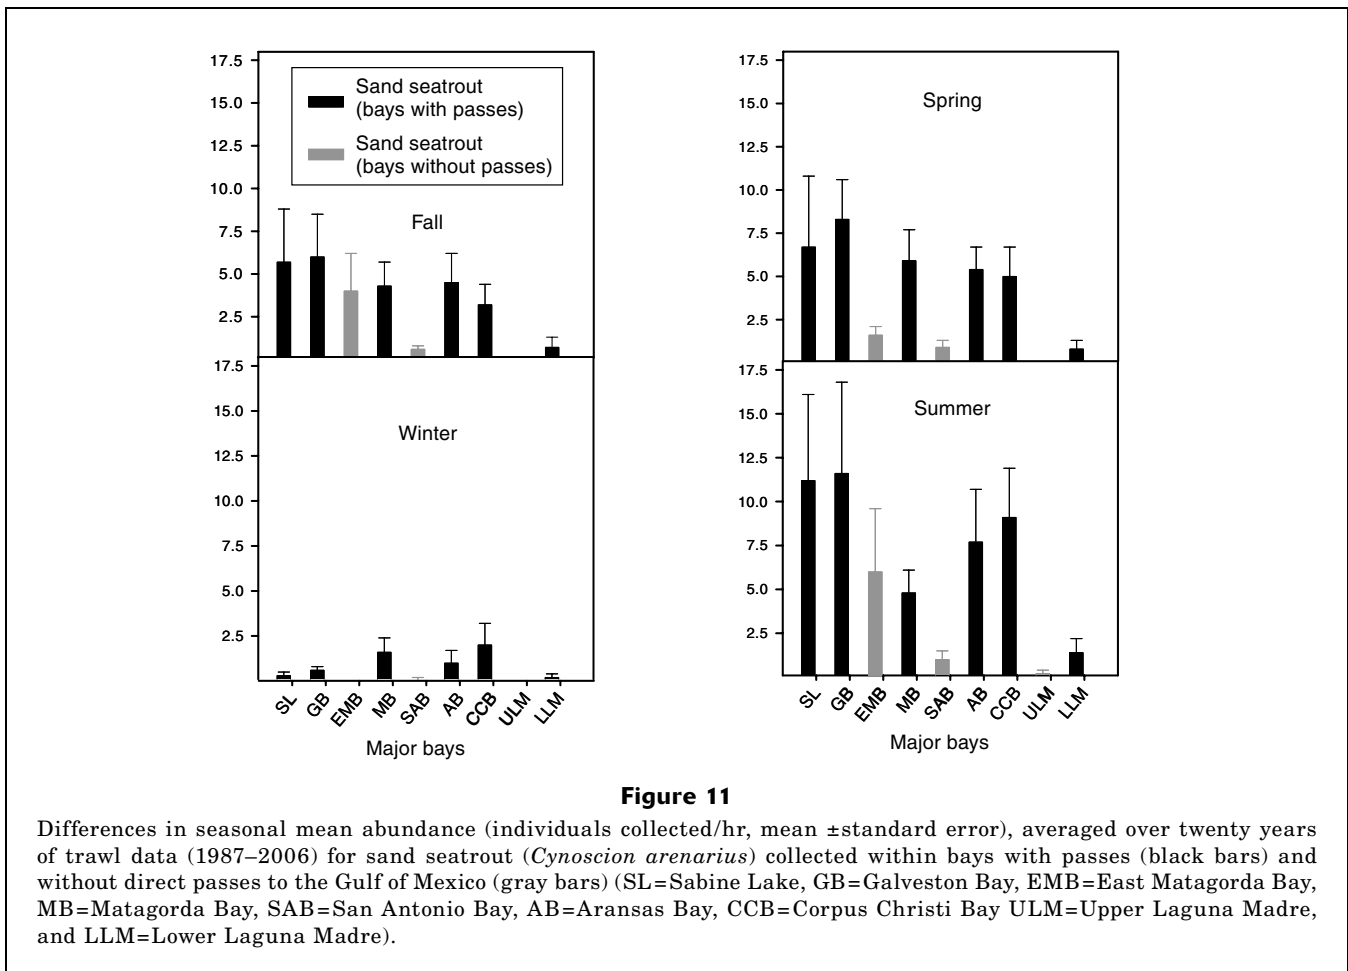 17.5
15.0
12.5
10.0
7.5
5.0
2.5
Sand seatrout
(bays with passes)
Sand seatrout
(bays without passes)
Fall
17.5
15.0
12.5
10.0
7.5
5.0
2.5
Winter
SL GB EMB MB SAB AB CCB ULM LLM
Major bays
17.5
15.0
12.5
10.0
7.5
5.0
2.5
Spring
17.5
15.0
12.5
10.0
7.5
5.0
2.5
Summer
SL GB EMB MB SAB AB CCB ULM LLM
Major bays
Figure 11
Differences in seasonal mean abundance (individuals collected/hr, mean ±standard error), averaged over twenty years
of trawl data (1987–2006) for sand seatrout (Cynoscion arenarius) collected within bays with passes (black bars) and
without direct passes to the Gulf of Mexico (gray bars) (SL=Sabine Lake, GB=Galveston Bay, EMB=East Matagorda Bay,
MB=Matagorda Bay, SAB=San Antonio Bay, AB=Aransas Bay, CCB=Corpus Christi Bay ULM=Upper Laguna Madre,
and LLM=Lower Laguna Madre).